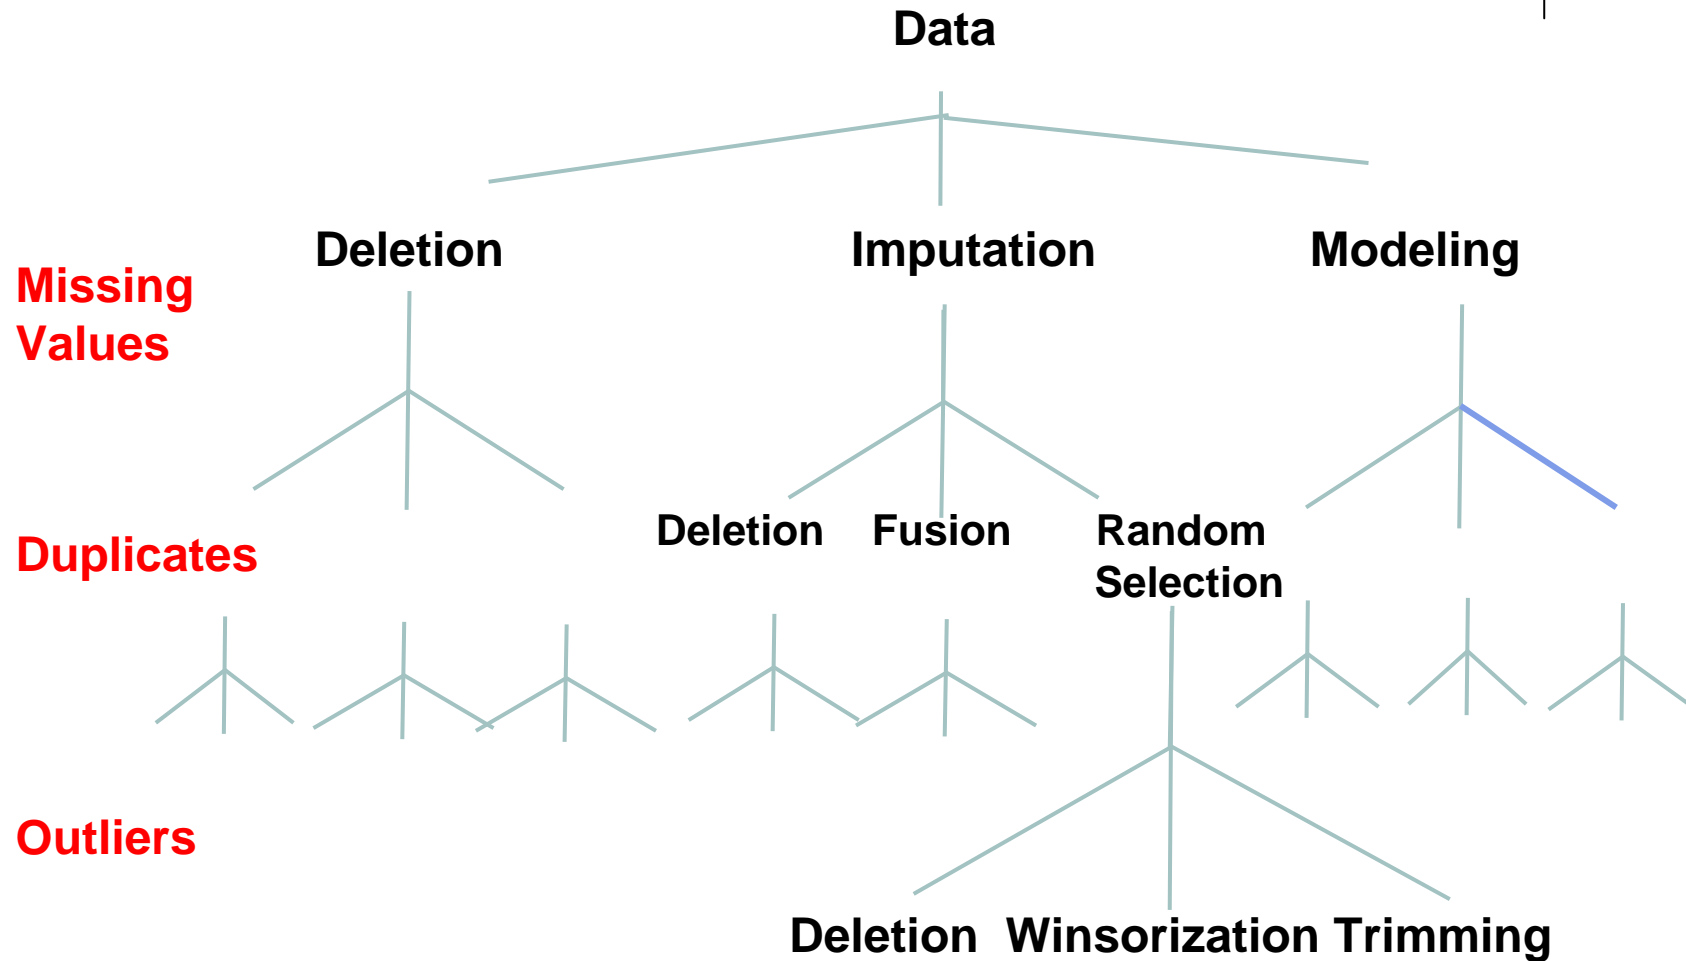 Data
Deletion Imputation Modeling
Missing
Values
Deletion Fusion Random
Selection
Duplicates
Outliers
Deletion Winsorization Trimming